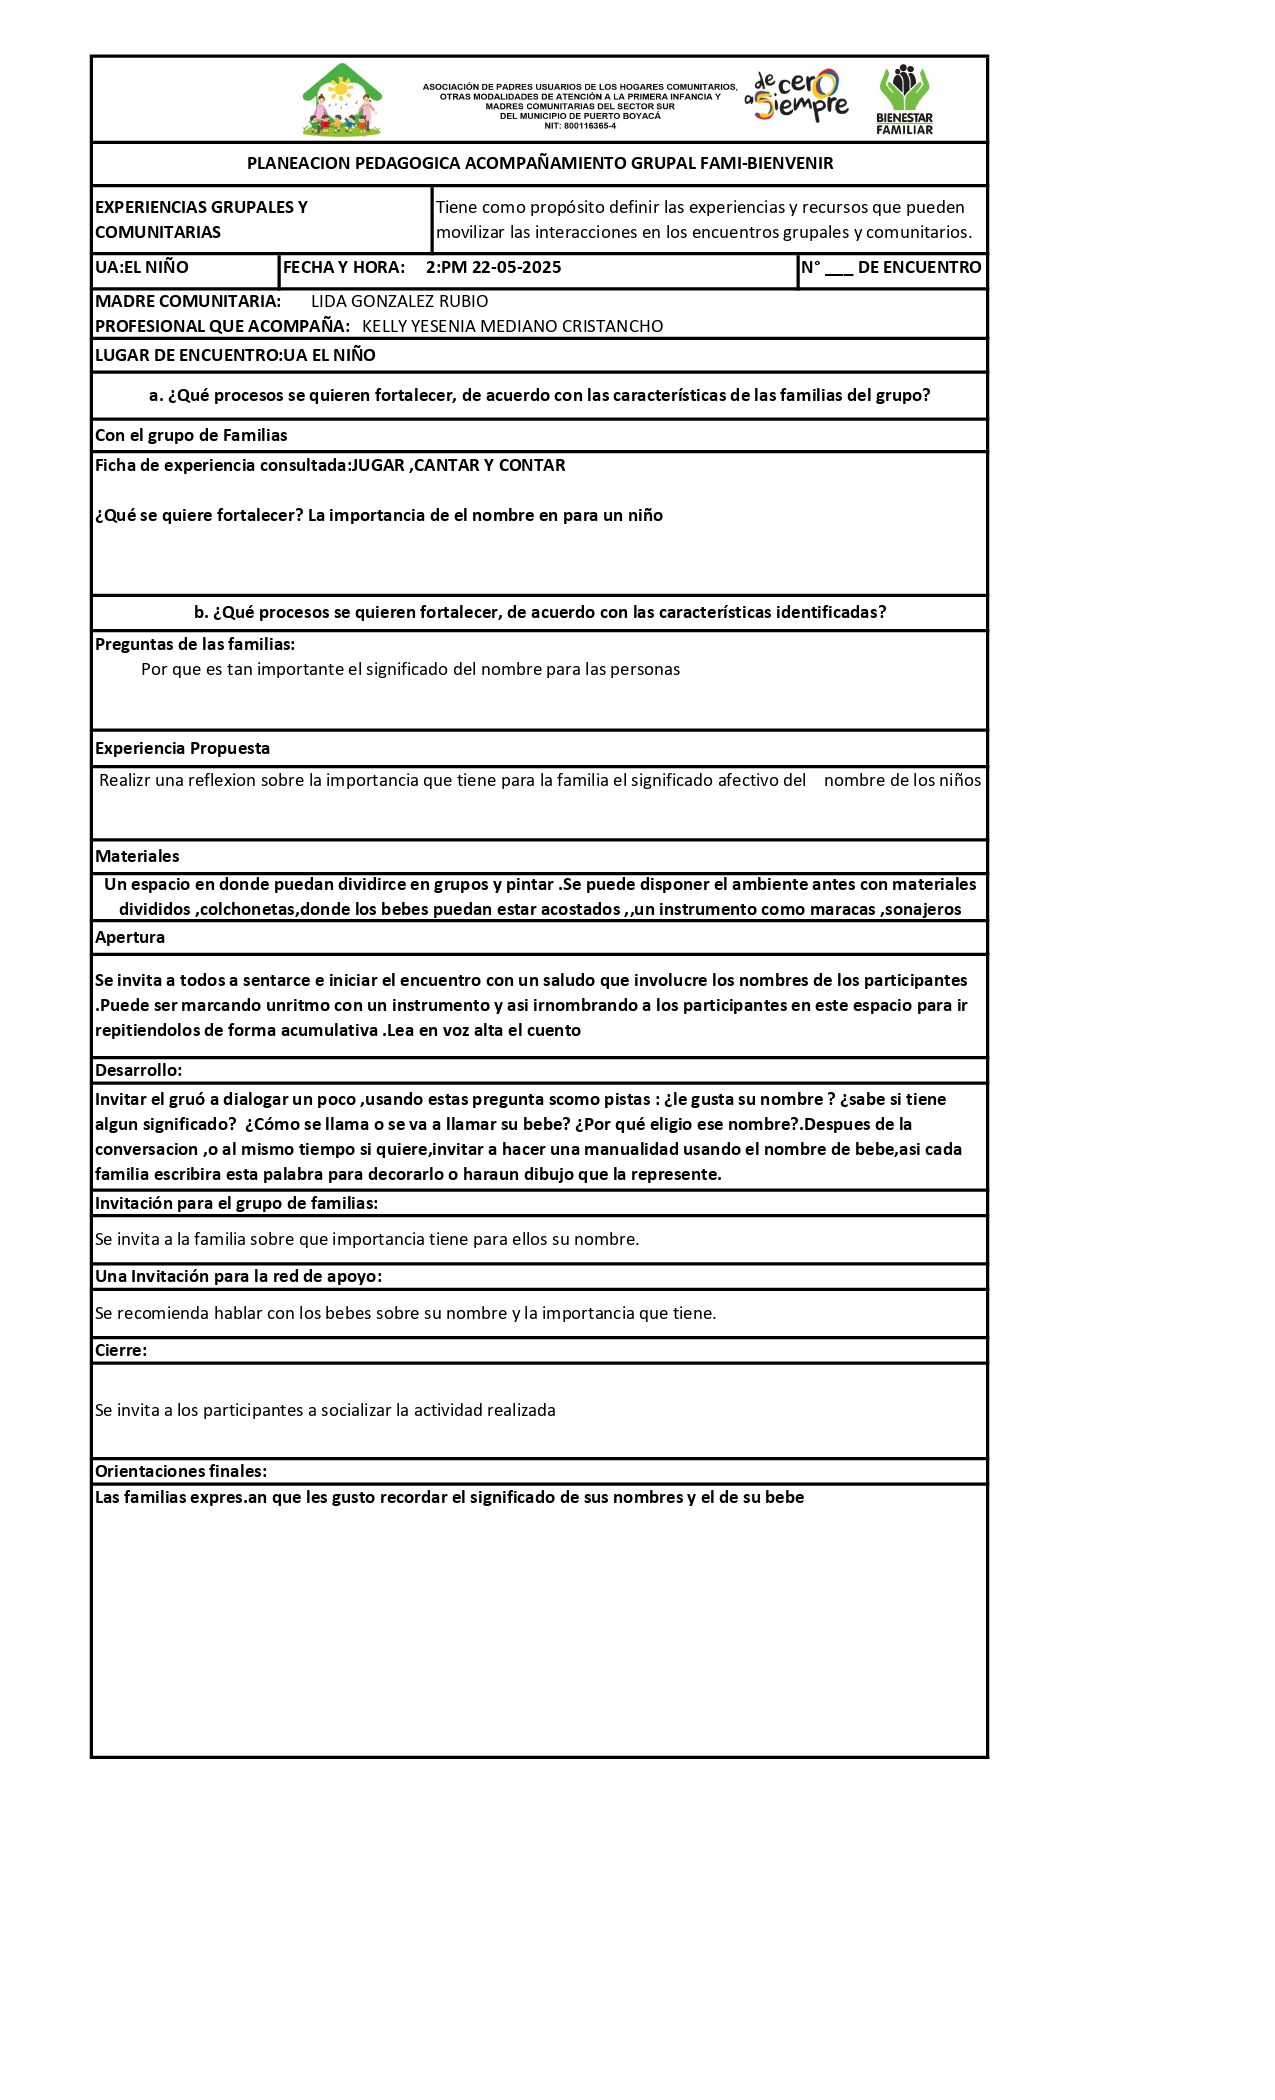 ASOCIACIÓN DE PADRES USUARIOS DE LOS HOGARES COMUNITARIOS,
OTRAS MODALIDADES DE ATENCIÓN A LA PRIMERA INFANCIA Y
MADRES COMUNITARIAS DEL SECTOR SUR
DEL MUNICIPIO DE PUERTO BOYACÁ
NIT: 800116365-4
de cero
a 5iempre
BIENESTAR
FAMILIAR
PLANEACION PEDAGOGICA ACOMPAÑAMIENTO GRUPAL FAMI-BIENVENIR
EXPERIENCIAS GRUPALES Y
COMUNITARIAS
Tiene como propósito definir las experiencias y recursos que pueden
movilizar las interacciones en los encuentros grupales y comunitarios.
UA:EL NIÑO
FECHA Y HORA: 2:PM 22-05-2025
N° ___ DE ENCUENTRO
MADRE COMUNITARIA: LIDA GONZALEZ RUBIO
PROFESIONAL QUE ACOMPAÑA: KELLY YESENIA MEDIANO CRISTANCHO
LUGAR DE ENCUENTRO:UA EL NIÑO
a. ¿Qué procesos se quieren fortalecer, de acuerdo con las características de las familias del grupo?
Con el grupo de Familias
Ficha de experiencia consultada:JUGAR ,CANTAR Y CONTAR
¿Qué se quiere fortalecer? La importancia de el nombre en para un niño
b. ¿Qué procesos se quieren fortalecer, de acuerdo con las características identificadas?
Preguntas de las familias:
Por que es tan importante el significado del nombre para las personas
Experiencia Propuesta
Realizr una reflexion sobre la importancia que tiene para la familia el significado afectivo del nombre de los niños
Materiales
Un espacio en donde puedan dividirce en grupos y pintar .Se puede disponer el ambiente antes con materiales
divididos ,colchonetas,donde los bebes puedan estar acostados ,,un instrumento como maracas ,sonajeros
Apertura
Se invita a todos a sentarce e iniciar el encuentro con un saludo que involucre los nombres de los participantes
.Puede ser marcando unritmo con un instrumento y asi irnombrando a los participantes en este espacio para ir
repitiendolos de forma acumulativa .Lea en voz alta el cuento
Desarrollo:
Invitar el gruó a dialogar un poco ,usando estas pregunta scomo pistas : ¿le gusta su nombre ? ¿sabe si tiene
algun significado? ¿Cómo se llama o se va a llamar su bebe? ¿Por qué eligio ese nombre?.Despues de la
conversacion ,o al mismo tiempo si quiere,invitar a hacer una manualidad usando el nombre de bebe,asi cada
familia escribira esta palabra para decorarlo o haraun dibujo que la represente.
Invitación para el grupo de familias:
Se invita a la familia sobre que importancia tiene para ellos su nombre.
Una Invitación para la red de apoyo:
Se recomienda hablar con los bebes sobre su nombre y la importancia que tiene.
Cierre:
Se invita a los participantes a socializar la actividad realizada
Orientaciones finales:
Las familias expres.an que les gusto recordar el significado de sus nombres y el de su bebe